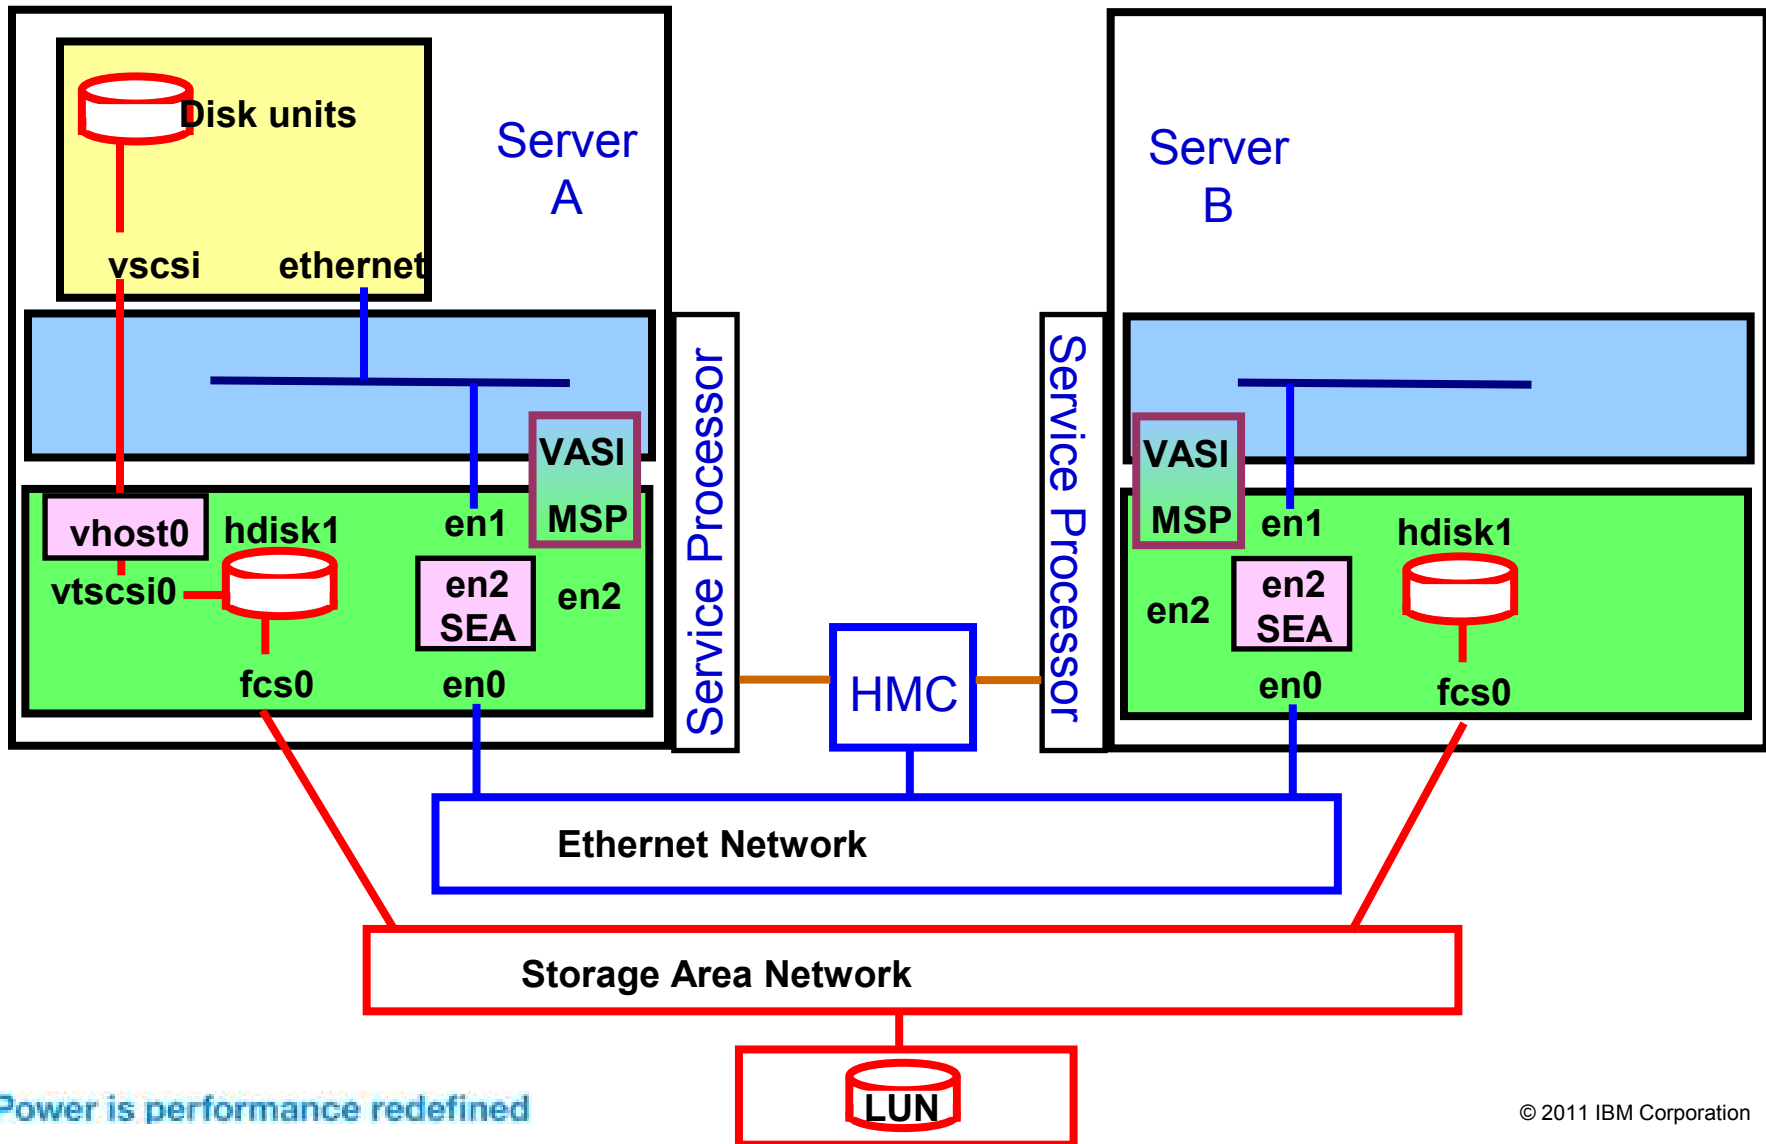 Disk units
vscsi
ethernet
Server
A
Service Processor
VASI
MSP
vhost0
hdisk1
vtscsi0
fcs0
en1
en2
SEA
en2
en0
HMC
Server
B
Service Processor
VASI
MSP
en1
en2
en2
SEA
en0
hdisk1
fcs0
Ethernet Network
Storage Area Network
LUN
Power is performance redefined
© 2011 IBM Corporation